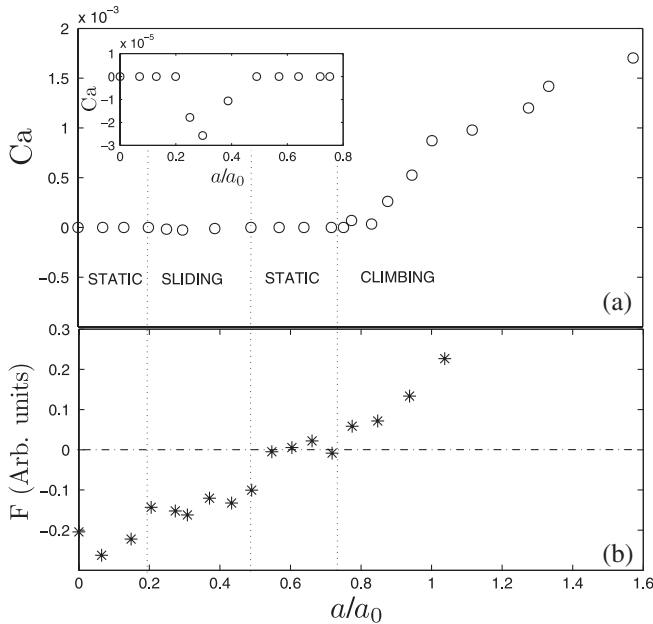 × 10⁻³
2
1.5
1
0.5
0
−0.5
Ca
× 10⁻⁵
1
0
−1
−2
−3
Ca
0 0.2 0.4 0.6 0.8
a/a₀
STATIC SLIDING STATIC CLIMBING
(a)
0.3
0.2
0.1
0
−0.1
−0.2
F (Arb. units)
(b)
0 0.2 0.4 0.6 0.8 1 1.2 1.4 1.6
a/a₀